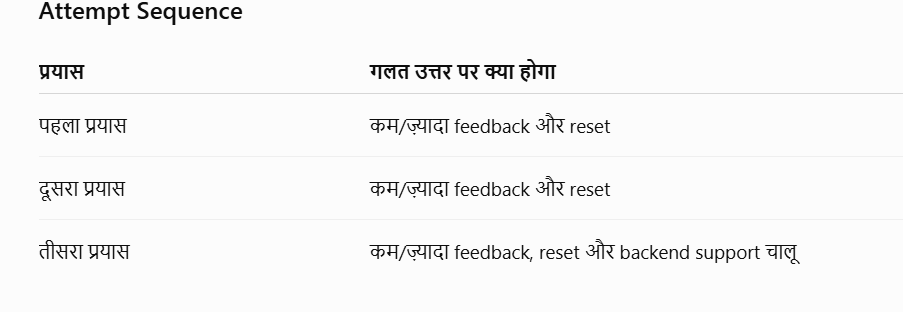 Attempt Sequence
प्रयास गलत उत्तर पर क्या होगा
पहला प्रयास कम/ज़्यादा feedback और reset
दूसरा प्रयास कम/ज़्यादा feedback और reset
तीसरा प्रयास कम/ज़्यादा feedback, reset और backend support चालू